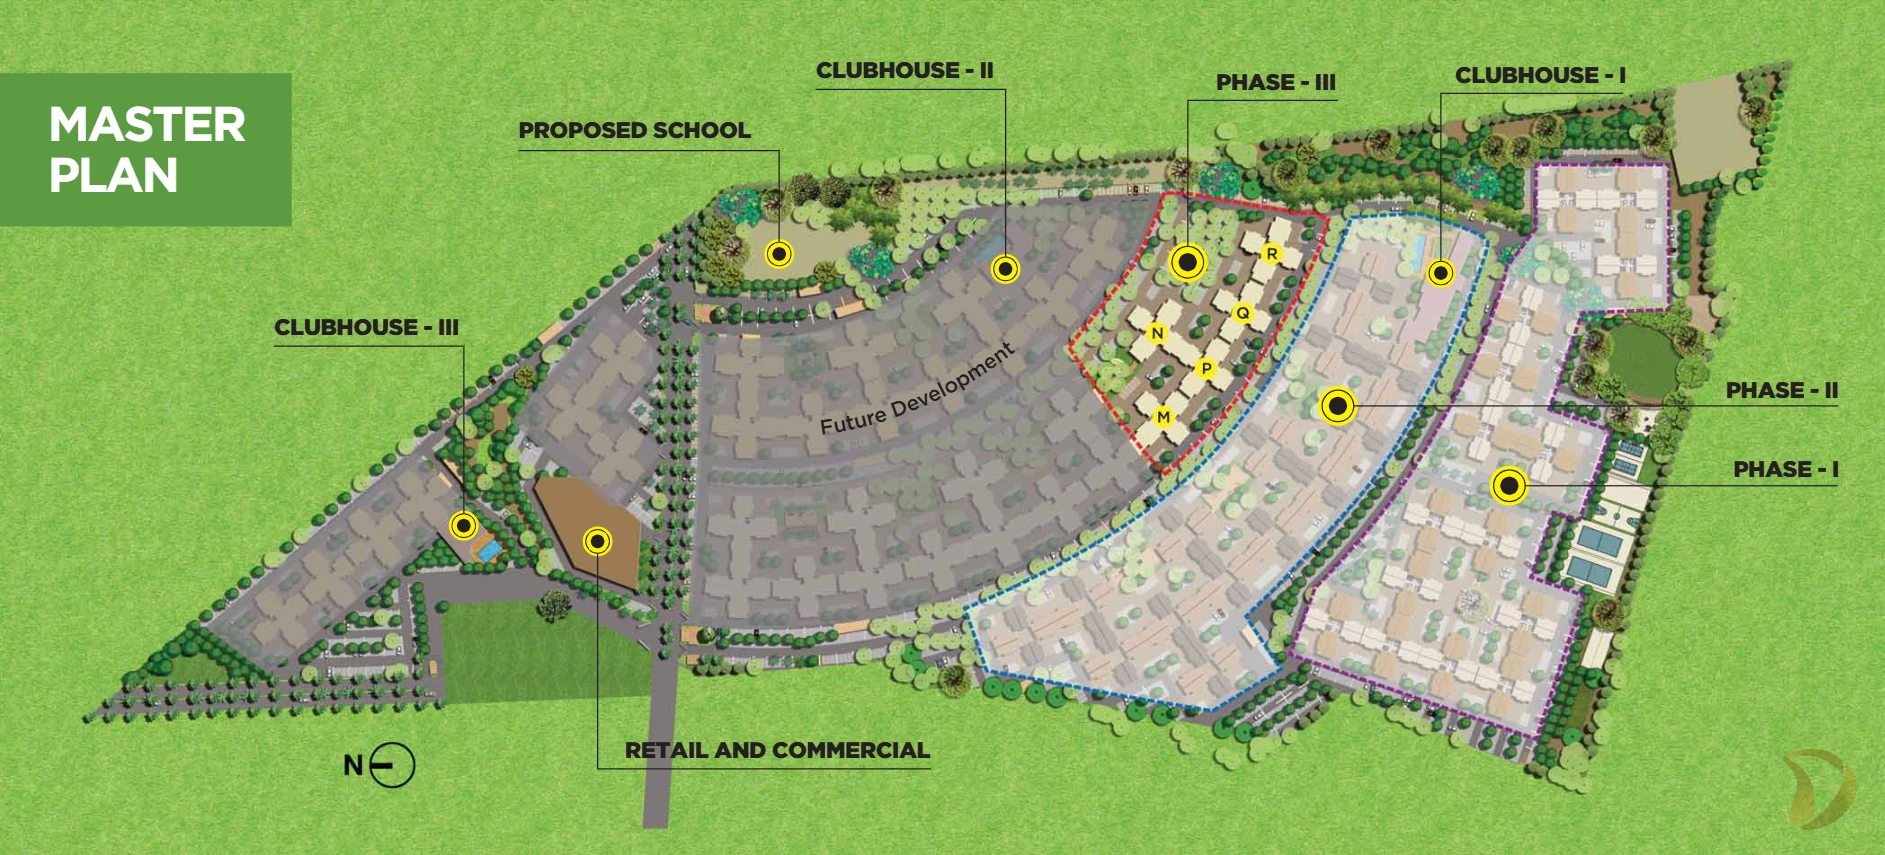 MASTER
PLAN
CLUBHOUSE - II
PHASE - III
CLUBHOUSE - I
PROPOSED SCHOOL
CLUBHOUSE - III
R
Q
N
P
M
Future Development
PHASE - II
PHASE - I
RETAIL AND COMMERCIAL
N